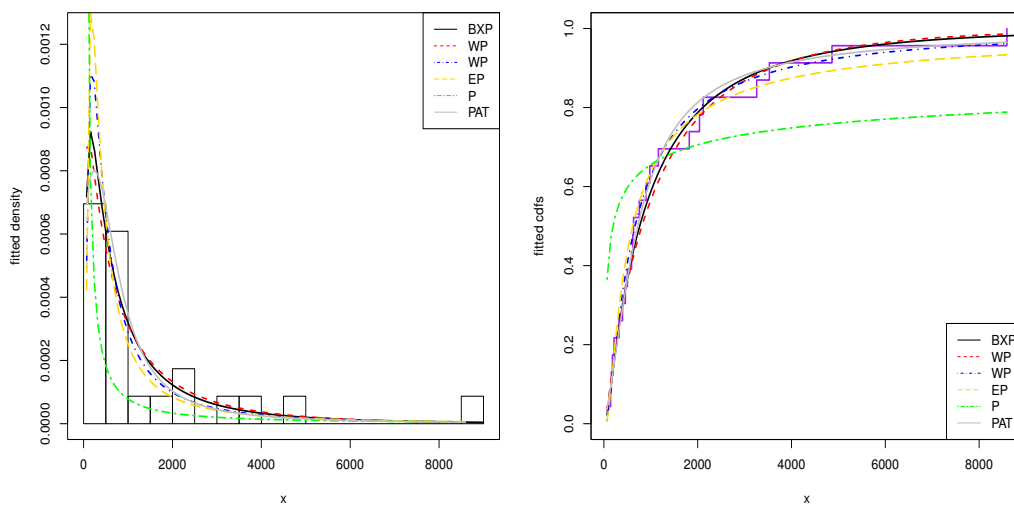 fitted density
0.0000
0.0002
0.0004
0.0006
0.0008
0.0010
0.0012
0
2000
4000
6000
8000
x
BXP
WP
WP
EP
P
PAT
fitted cdfs
0.0
0.2
0.4
0.6
0.8
1.0
0
2000
4000
6000
8000
x
BXP
WP
WP
EP
P
PAT